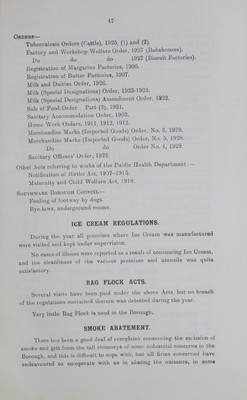 47
ORDERS—
Tuberculosis Orders (Cattle), 1925, (1) and (2).
Factory and Workshop Welfare Order, 1927 (Bakehouses).
Do do do 1927 (Biscuit Factories).
Registration of Margarine Factories, 1906.
Registration of Butter Factories, 1907.
Milk and Dairies Order, 1926.
Milk (Special Designations) Order, 1922-1923.
Milk (Special Designations) Amendment Order,
Sale of Food Order. Part (3), 1921.
Sanitary Accommodation Order, 1903.
Home Work Orders, 1911, 1912, 1913.
Merchandise Marks (Imported Goods) Order, No. 5, 1928.
Merchandise Marks (Imported Goods) Order, No. 3, 1928.
Do do Order No. 1, 1929.
Sanitary Officers' Order, 1922.
Other Acts referring to works of the Public Health Department :—
Notification of Births Act, 1907-1915.
Maternity and Child Welfare Act, 1918.
SOUTHWARK BOROUGH COUNCIL—
Fouling of footway by dogs.
Bye-laws, underground rooms.
ICE CREAM REGULATIONS.
During the year all premises where Ice Cream was manufactured
were visited and kept under supervision.
No cases of illness were reported as a result of consuming Ice Cream,
and the cleanliness of the various premises and utensils was quite
satisfactory.
RAG FLOCK ACTS.
Several visits have been paid under the above Acts, but no breach
of the regulations sustained thereon was detected during the year.
Very little Rag Flock is used in the Borough.
SMOKE ABATEMENT.
There has been a good deal of complaint concerning the emission of
smoke and grit from the tall chimneys of some industrial concerns in the
Borough, and this is difficult to cope with, but all firms concerned have
endeavoured to co-operate with us in abating the nuisance, in some